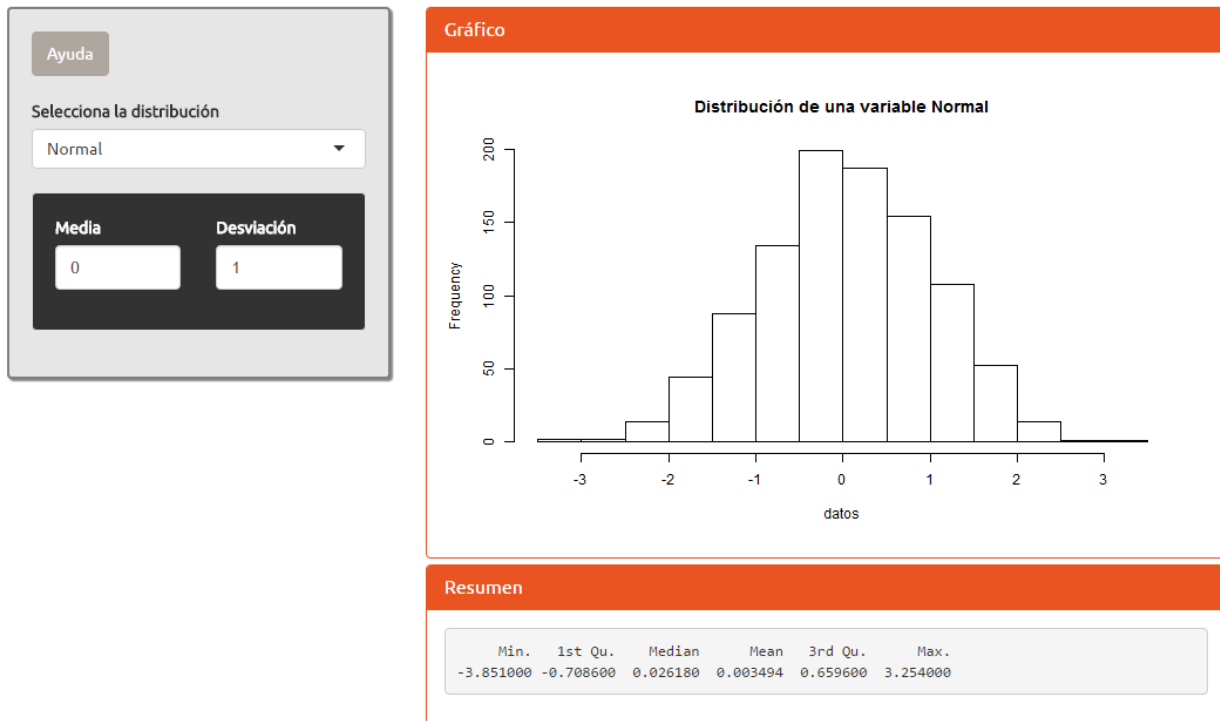 Ayuda
Selecciona la distribución
Normal
Media Desviación
0 1
Gráfico
Distribución de una variable Normal
Frequency
200
150
100
50
0
-3 -2 -1 0 1 2 3
datos
Resumen
Min. 1st Qu. Median Mean 3rd Qu. Max.
-3.851000 -0.708600 0.026180 0.003494 0.659600 3.254000